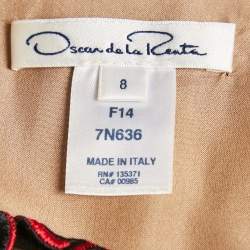 Oscar de la Renta
8
F14
7N636
MADE IN ITALY
RN# 135371
CA# 00985